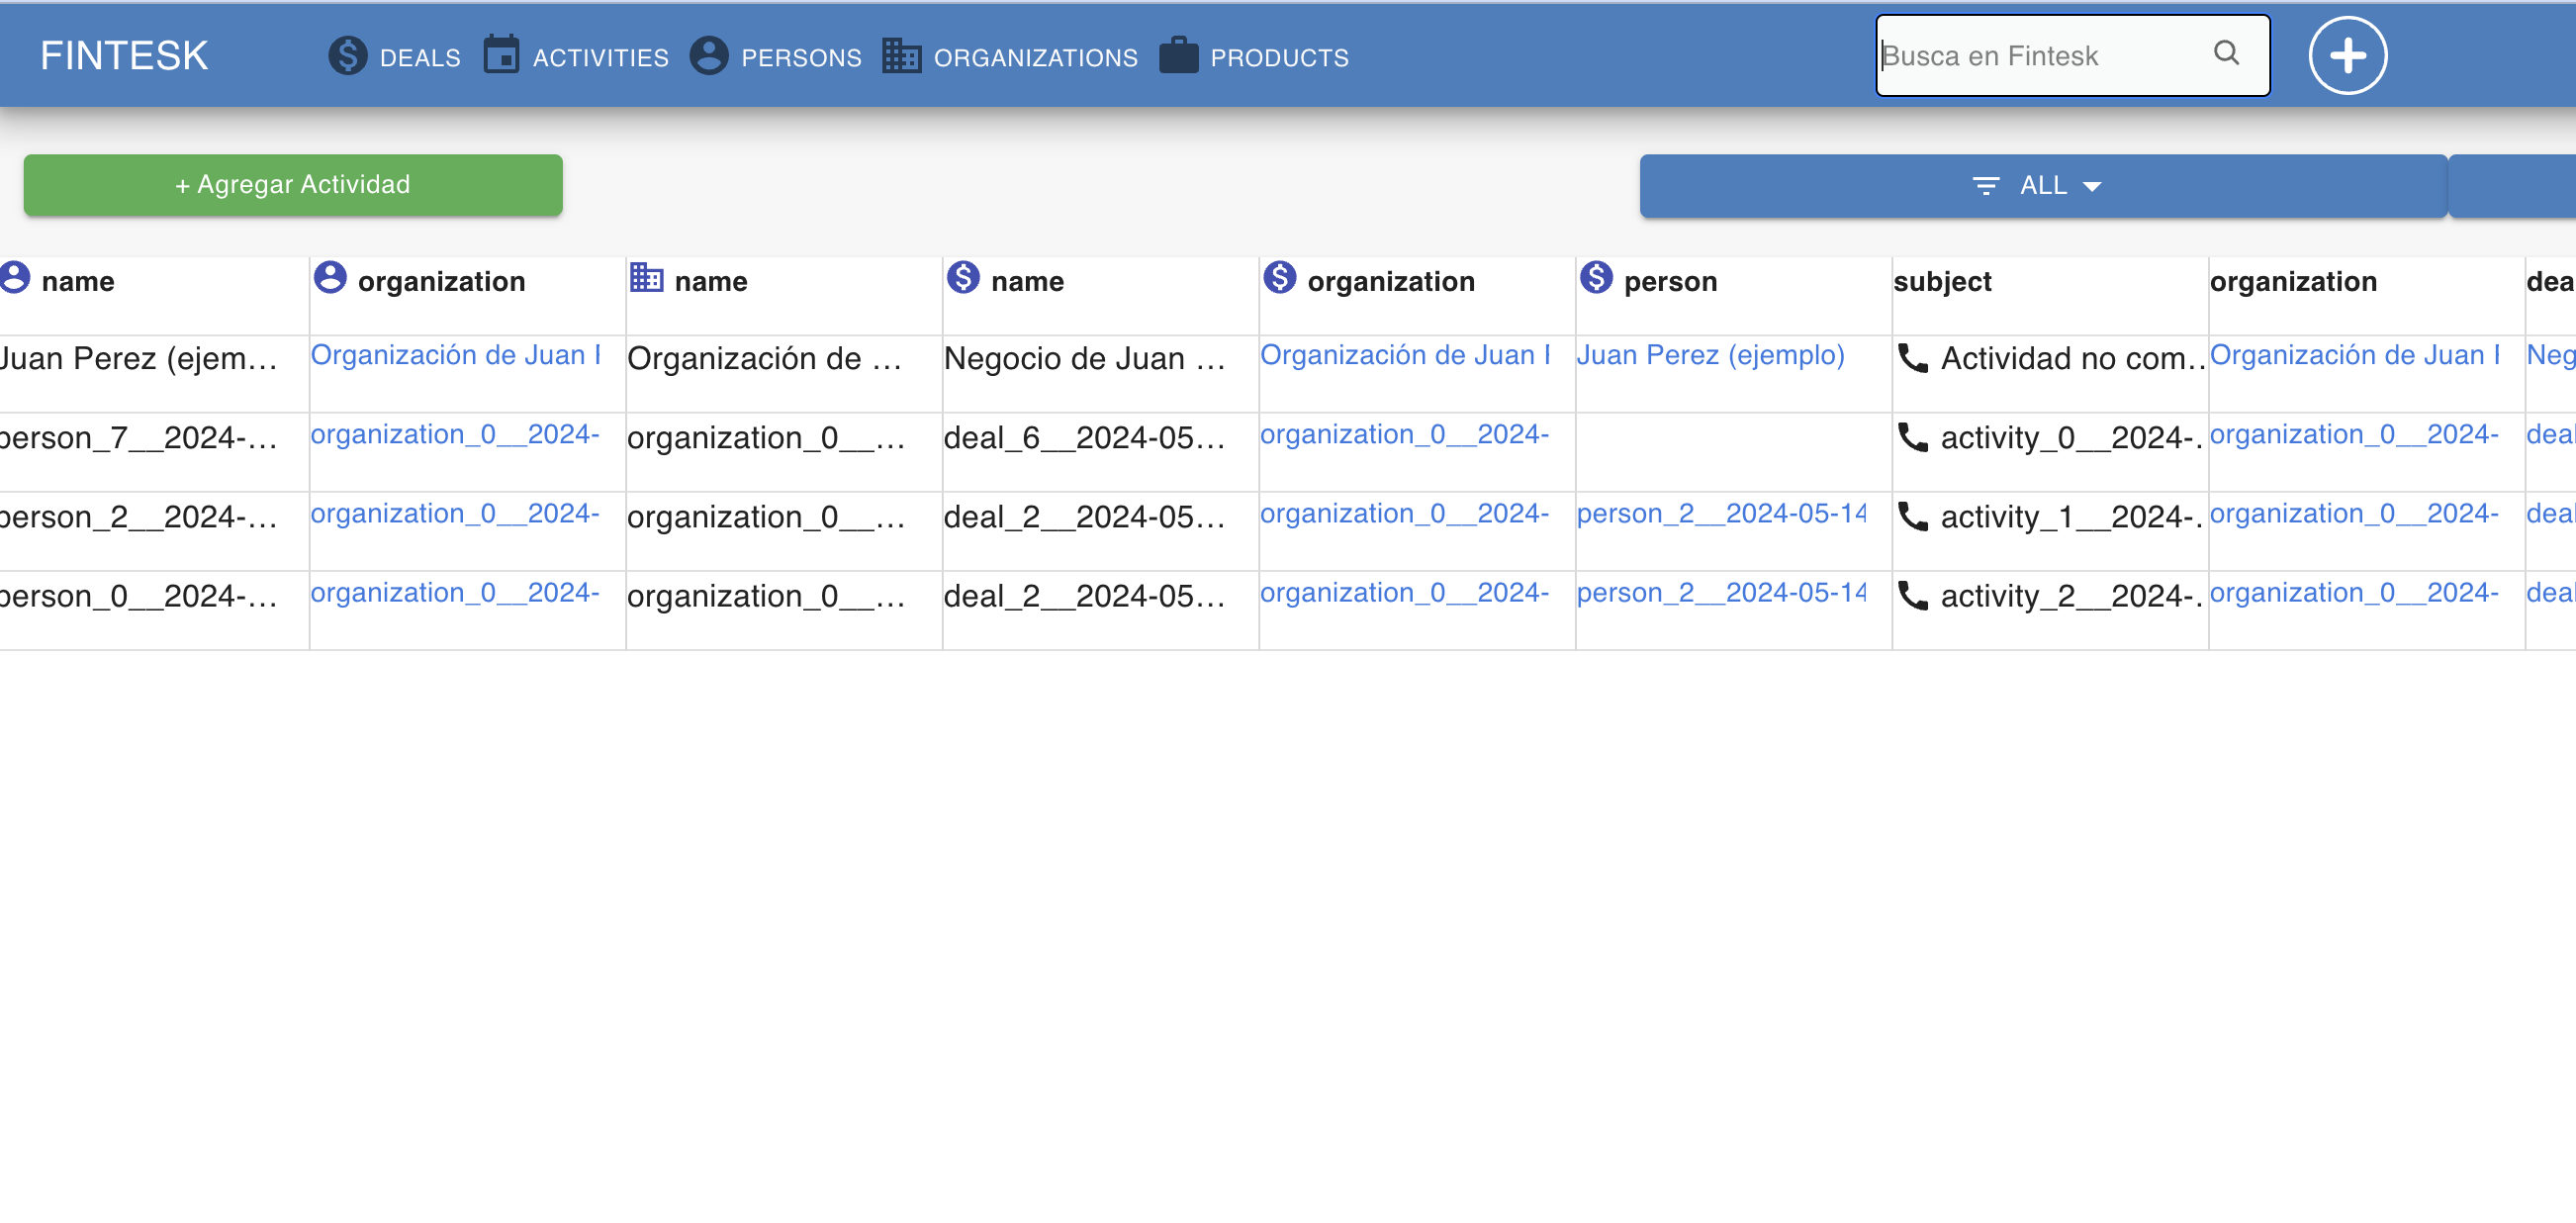 FINTESK DEALS ACTIVITIES PERSONS ORGANIZATIONS PRODUCTS Busca en Fintesk
+ Agregar Actividad ALL
name organization name name organization person subject organization dea
Juan Perez (ejem... Organización de Juan Organización de ... Negocio de Juan ... Organización de Juan Juan Perez (ejemplo) Actividad no com.. Organización de Juan Neg
person_7__2024-... organization_0__2024- organization_0__... deal_6__2024-05... organization_0__2024- activity_0__2024-. organization_0__2024- deal
person_2__2024-... organization_0__2024- organization_0__... deal_2__2024-05... organization_0__2024- person_2__2024-05-14 activity_1__2024-. organization_0__2024- deal
person_0__2024-... organization_0__2024- organization_0__... deal_2__2024-05... organization_0__2024- person_2__2024-05-14 activity_2__2024-. organization_0__2024- deal